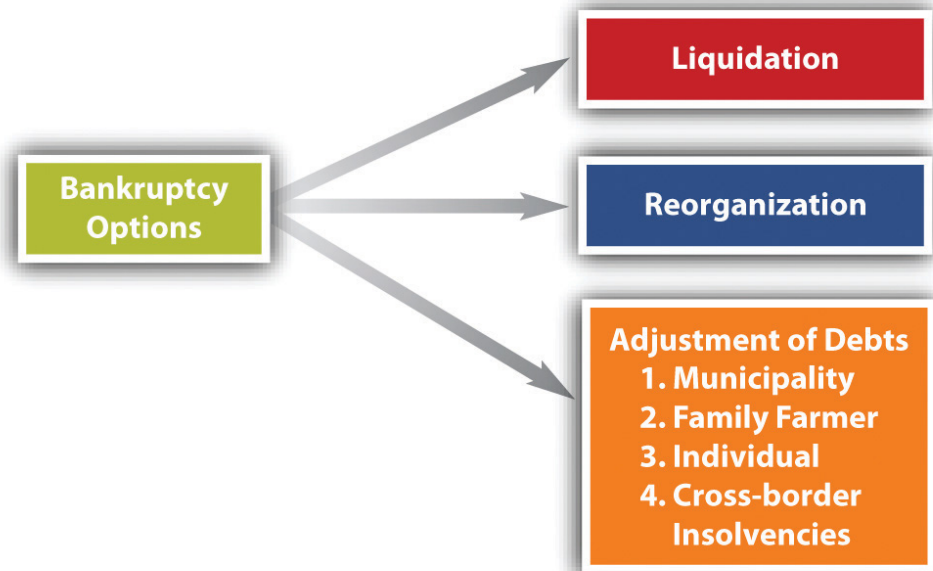 Bankruptcy
Options
Liquidation
Reorganization
Adjustment of Debts
1. Municipality
2. Family Farmer
3. Individual
4. Cross-border
Insolvencies